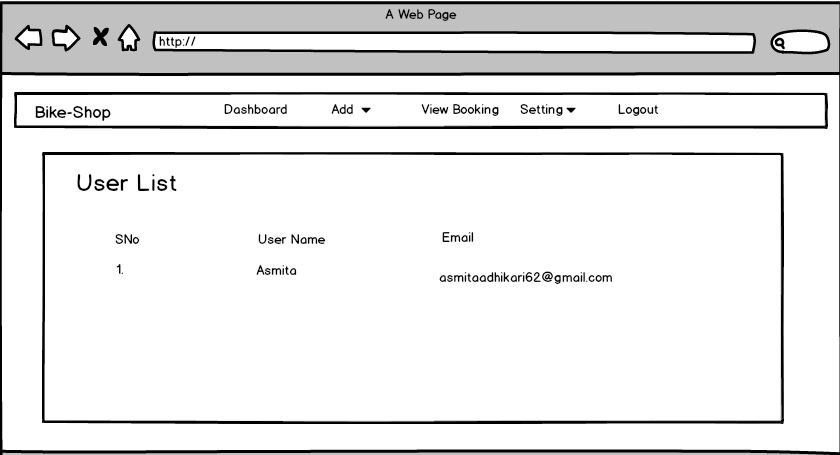 A Web Page
http://
Bike-Shop Dashboard Add View Booking Setting Logout
User List
SNo User Name Email
1. Asmita asmitaadhikari62@gmail.com